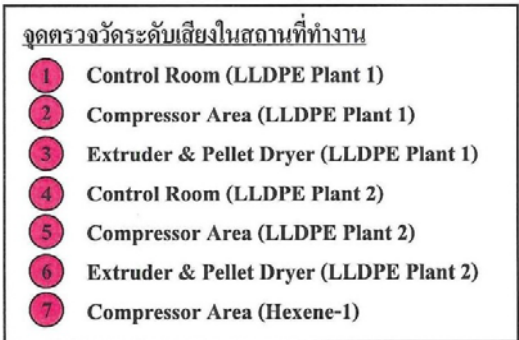 จุดตรวจวัดระดับเสียงในสถานที่ทำงาน
1 Control Room (LLDPE Plant 1)
2 Compressor Area (LLDPE Plant 1)
3 Extruder & Pellet Dryer (LLDPE Plant 1)
4 Control Room (LLDPE Plant 2)
5 Compressor Area (LLDPE Plant 2)
6 Extruder & Pellet Dryer (LLDPE Plant 2)
7 Compressor Area (Hexene-1)